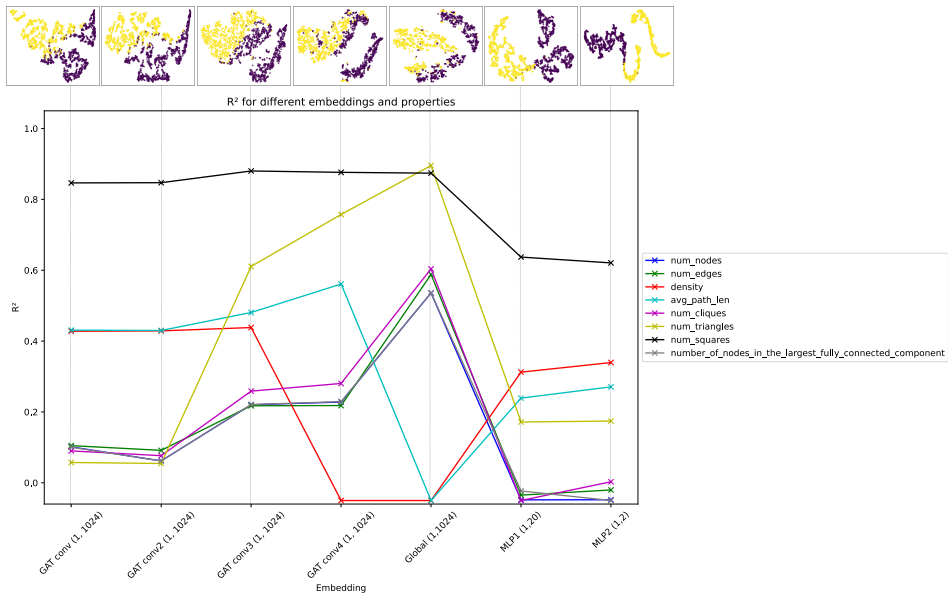 R² for different embeddings and properties
1.0
0.8
0.6
0.4
0.2
0.0
R²
GAT conv (1, 1024)
GAT conv2 (1, 1024)
GAT conv3 (1, 1024)
GAT conv4 (1, 1024)
Global (1,1024)
MLP1 (1,20)
MLP2 (1,2)
Embedding
num_nodes
num_edges
density
avg_path_len
num_cliques
num_triangles
num_squares
number_of_nodes_in_the_largest_fully_connected_component